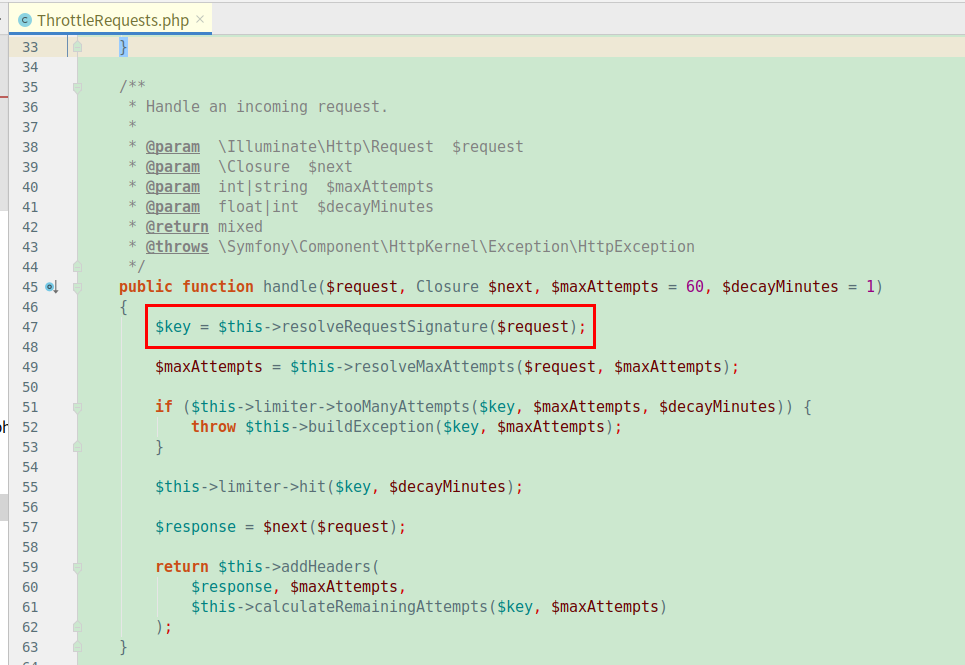 ThrottleRequests.php
33 }
34
35 /**
36 * Handle an incoming request.
37 *
38 * @param \Illuminate\Http\Request $request
39 * @param \Closure $next
40 * @param int|string $maxAttempts
41 * @param float|int $decayMinutes
42 * @return mixed
43 * @throws \Symfony\Component\HttpKernel\Exception\HttpException
44 */
45 public function handle($request, Closure $next, $maxAttempts = 60, $decayMinutes = 1)
46 {
47 $key = $this->resolveRequestSignature($request);
48
49 $maxAttempts = $this->resolveMaxAttempts($request, $maxAttempts);
50
51 if ($this->limiter->tooManyAttempts($key, $maxAttempts, $decayMinutes)) {
52 throw $this->buildException($key, $maxAttempts);
53 }
54
55 $this->limiter->hit($key, $decayMinutes);
56
57 $response = $next($request);
58
59 return $this->addHeaders(
60 $response, $maxAttempts,
61 $this->calculateRemainingAttempts($key, $maxAttempts)
62 );
63 }